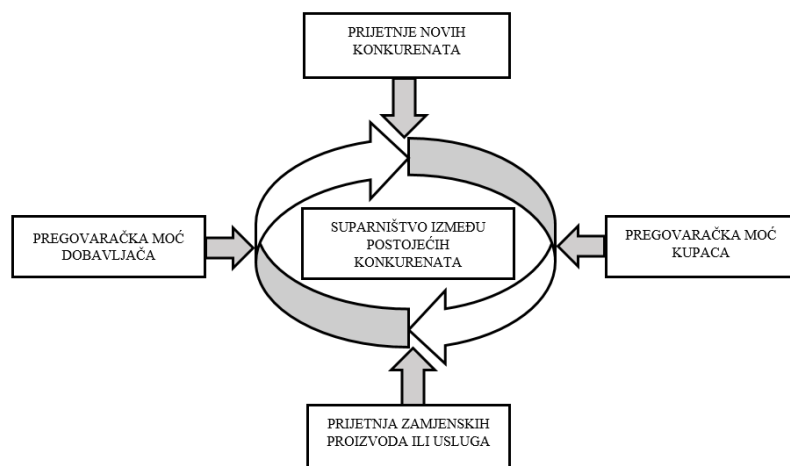 PRIJETNJE NOVIH
KONKURENATA
PREGOVARAČKA MOĆ
DOBAVLJAČA
SUPARNIŠTVO IZMEĐU
POSTOJEĆIH
KONKURENATA
PREGOVARAČKA MOĆ
KUPACA
PRIJETNJA ZAMJENSKIH
PROIZVODA ILI USLUGA